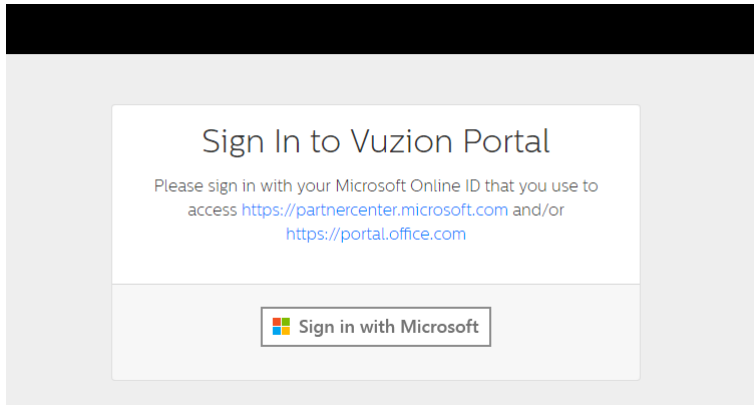 Sign In to Vuzion Portal
Please sign in with your Microsoft Online ID that you use to
access https://partnercenter.microsoft.com and/or
https://portal.office.com
Sign in with Microsoft